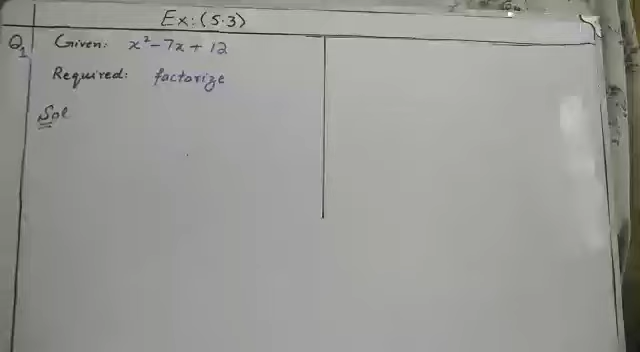 Ex: (5.3)
Q1 Given: x² - 7x + 12
Required: factorize
Sol